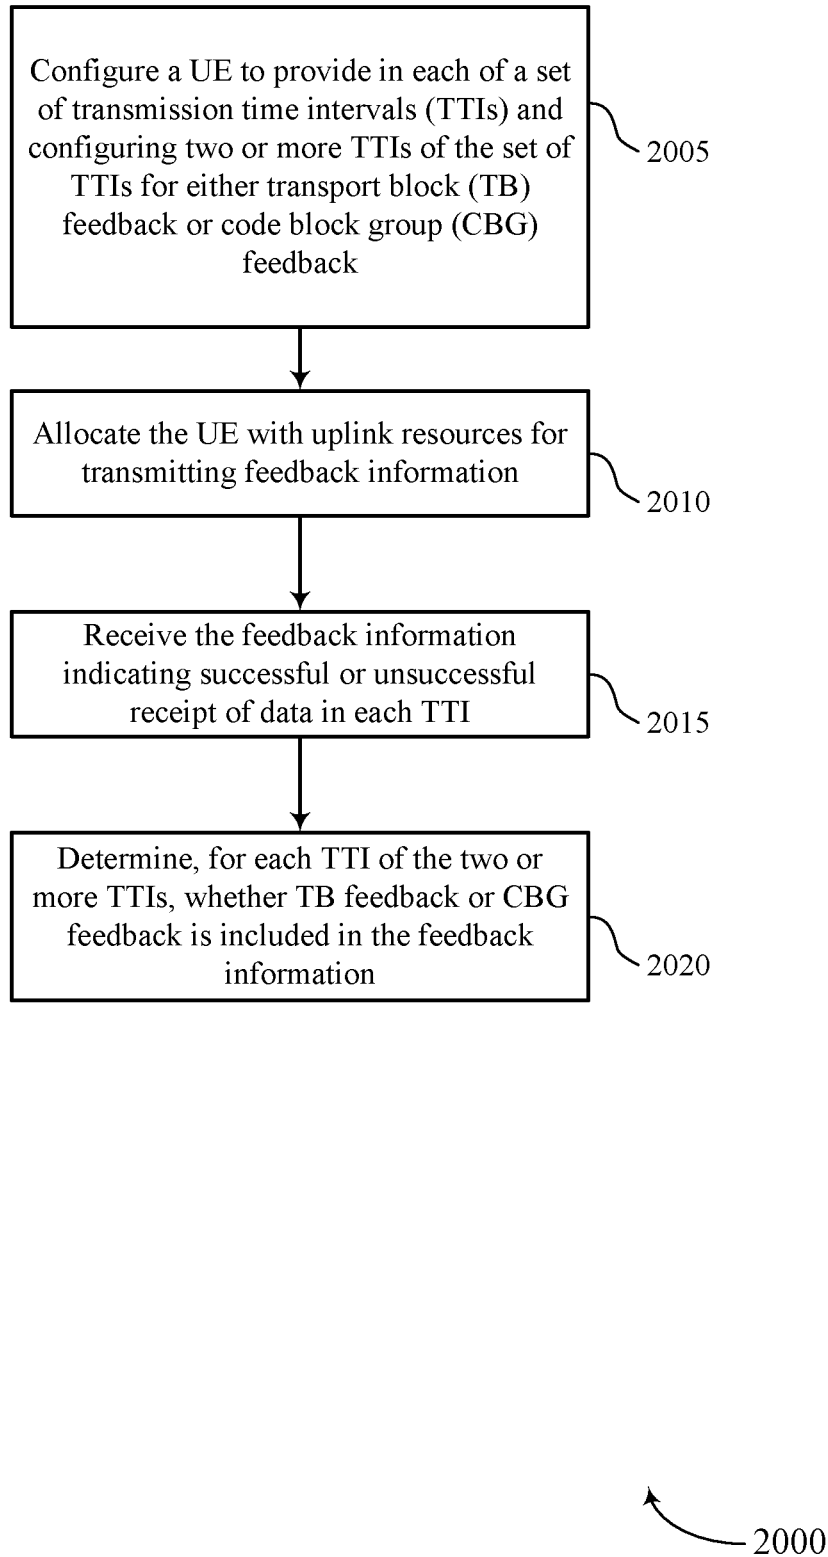 Configure a UE to provide in each of a set
of transmission time intervals (TTIs) and
configuring two or more TTIs of the set of
TTIs for either transport block (TB)
feedback or code block group (CBG)
feedback
2005
Allocate the UE with uplink resources for
transmitting feedback information
2010
Receive the feedback information
indicating successful or unsuccessful
receipt of data in each TTI
2015
Determine, for each TTI of the two or
more TTIs, whether TB feedback or CBG
feedback is included in the feedback
information
2020
2000